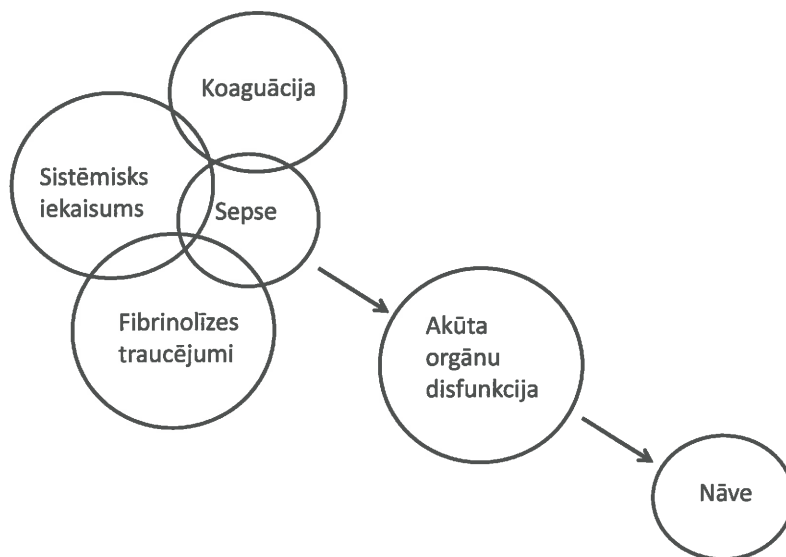 Koaguācija
Sistēmisks
iekaisums
Sepse
Fibrinolīzes
traucējumi
Akūta
orgānu
disfunkcija
Nāve